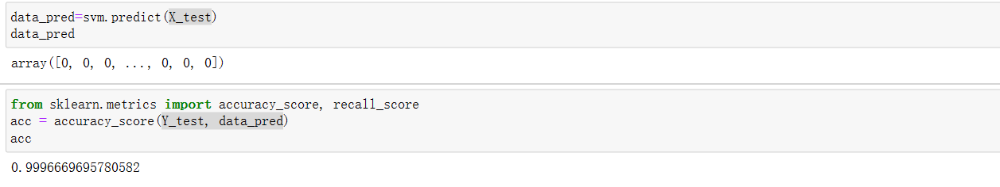 data_pred=svm.predict(X_test)
data_pred
array([0, 0, 0, ..., 0, 0, 0])
from sklearn.metrics import accuracy_score, recall_score
acc = accuracy_score(Y_test, data_pred)
acc
0.9996669695780582